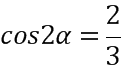 cos2α = 2/3